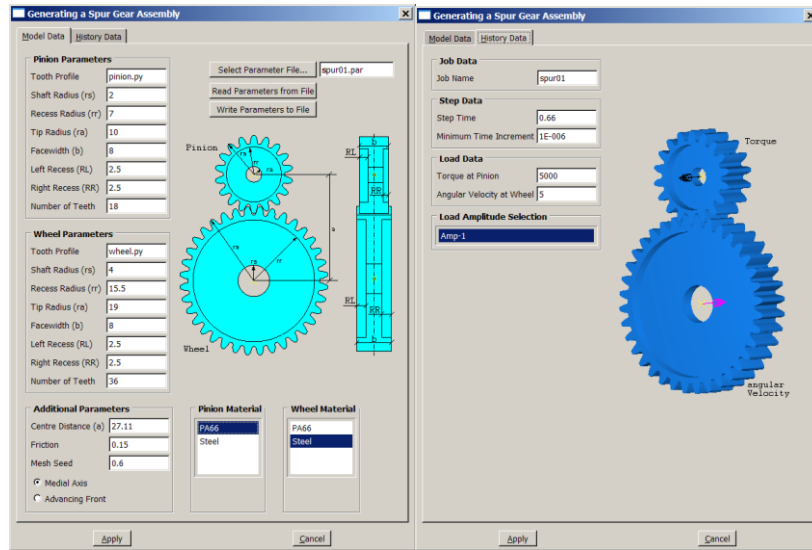 Generating a Spur Gear Assembly
Model Data
History Data
Pinion Parameters
Tooth Profile pinion.py
Shaft Radius (rs) 2
Recess Radius (rr) 7
Tip Radius (ra) 10
Facewidth (b) 8
Left Recess (RL) 2.5
Right Recess (RR) 2.5
Number of Teeth 18
Select Parameter File... spur01.par
Read Parameters from File
Write Parameters to File
Pinion
ra
rr
rs
b
RL
RR
a
Wheel Parameters
Tooth Profile wheel.py
Shaft Radius (rs) 4
Recess Radius (rr) 15.5
Tip Radius (ra) 19
Facewidth (b) 8
Left Recess (RL) 2.5
Right Recess (RR) 2.5
Number of Teeth 36
ra
rr
rs
RL
RR
b
Wheel
Additional Parameters
Centre Distance (a) 27.11
Friction 0.15
Mesh Seed 0.6
Medial Axis
Advancing Front
Pinion Material
PA66
Steel
Wheel Material
PA66
Steel
Apply
Cancel
Generating a Spur Gear Assembly
Model Data
History Data
Job Data
Job Name spur01
Step Data
Step Time 0.66
Minimum Time Increment 1E-006
Load Data
Torque at Pinion 5000
Angular Velocity at Wheel 5
Load Amplitude Selection
Amp-1
Torque
angular
Velocity
Apply
Cancel